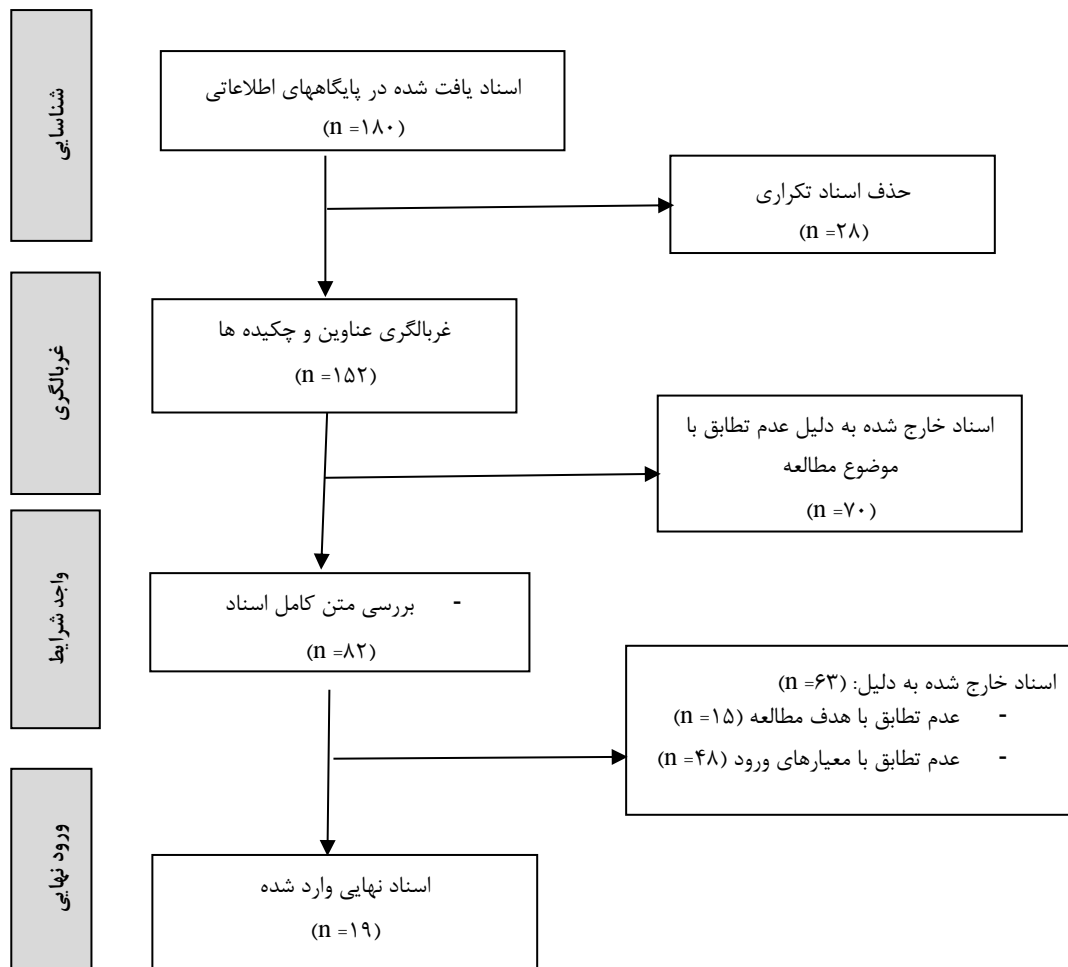 شناسایی
اسناد یافت شده در پایگاههای اطلاعاتی
(n =۱۸۰)
حذف اسناد تکراری
(n =۲۸)
غربالگری
غربالگری عناوین و چکیده ها
(n =۱۵۲)
اسناد خارج شده به دلیل عدم تطابق با
موضوع مطالعه
(n =۷۰)
واجد شرایط
- بررسی متن کامل اسناد
(n =۸۲)
اسناد خارج شده به دلیل: (n =۶۳)
- عدم تطابق با هدف مطالعه (n =۱۵)
- عدم تطابق با معیارهای ورود (n =۴۸)
ورود نهایی
اسناد نهایی وارد شده
(n =۱۹)